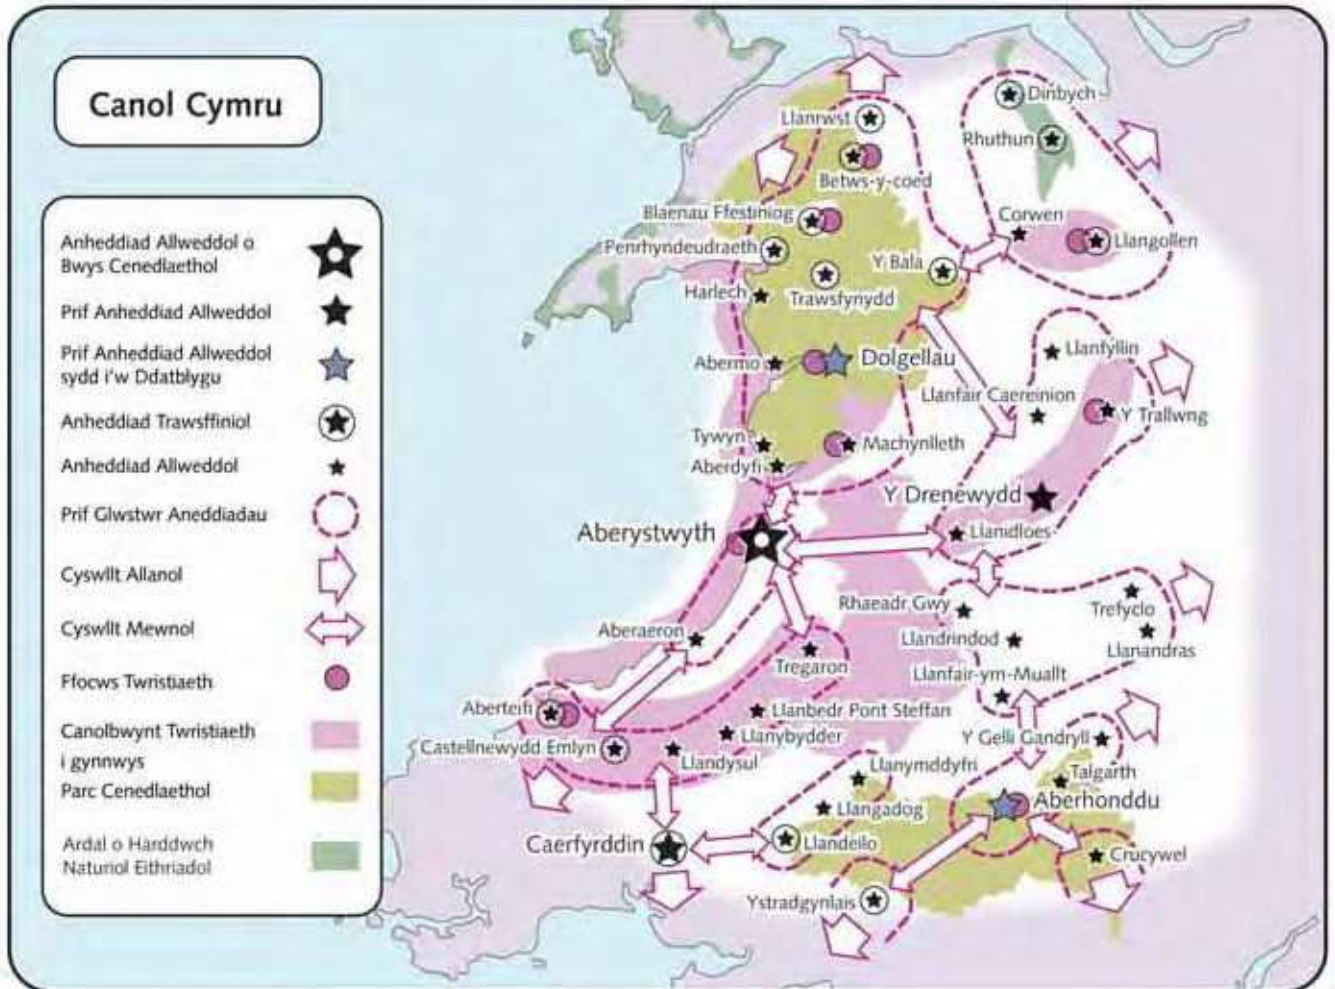 Canol Cymru
Anheddiad Allweddol o
Bwys Cenedlaethol
Prif Anheddiad Allweddol
Prif Anheddiad Allweddol
sydd i'w Ddatblygu
Anheddiad Trawsffiniol
Anheddiad Allweddol
Prif Glwstwr Aneddiadau
Cyswllt Allanol
Cyswllt Mewnol
Ffocws Twristiaeth
Canolbwynt Twristiaeth
i gynnwys
Parc Cenedlaethol
Ardal o Harddwch
Naturiol Eithriadol
Dinbych
Llanrwst
Rhuthun
Betws-y-coed
Blaenau Ffestiniog
Corwen
Penrhyndeudraeth
Llangollen
Y Bala
Harlech
Trawsfynydd
Llanfyllin
Abermo
Dolgellau
Llanfair Caereinion
Y Trallwng
Tywyn
Machynlleth
Aberdyfi
Y Drenewydd
Aberystwyth
Llanidloes
Rhaeadr Gwy
Trefyclo
Aberaeron
Llandrindod
Llanandras
Tregaron
Llanfair-ym-Muallt
Aberteifi
Llanbedr Pont Steffan
Llanybydder
Y Gelli Gandryll
Castellnewydd Emlyn
Llandysul
Llanymddyfri
Talgarth
Llangadog
Aberhonddu
Caerfyrddin
Llandeilo
Crucywel
Ystradgynlais